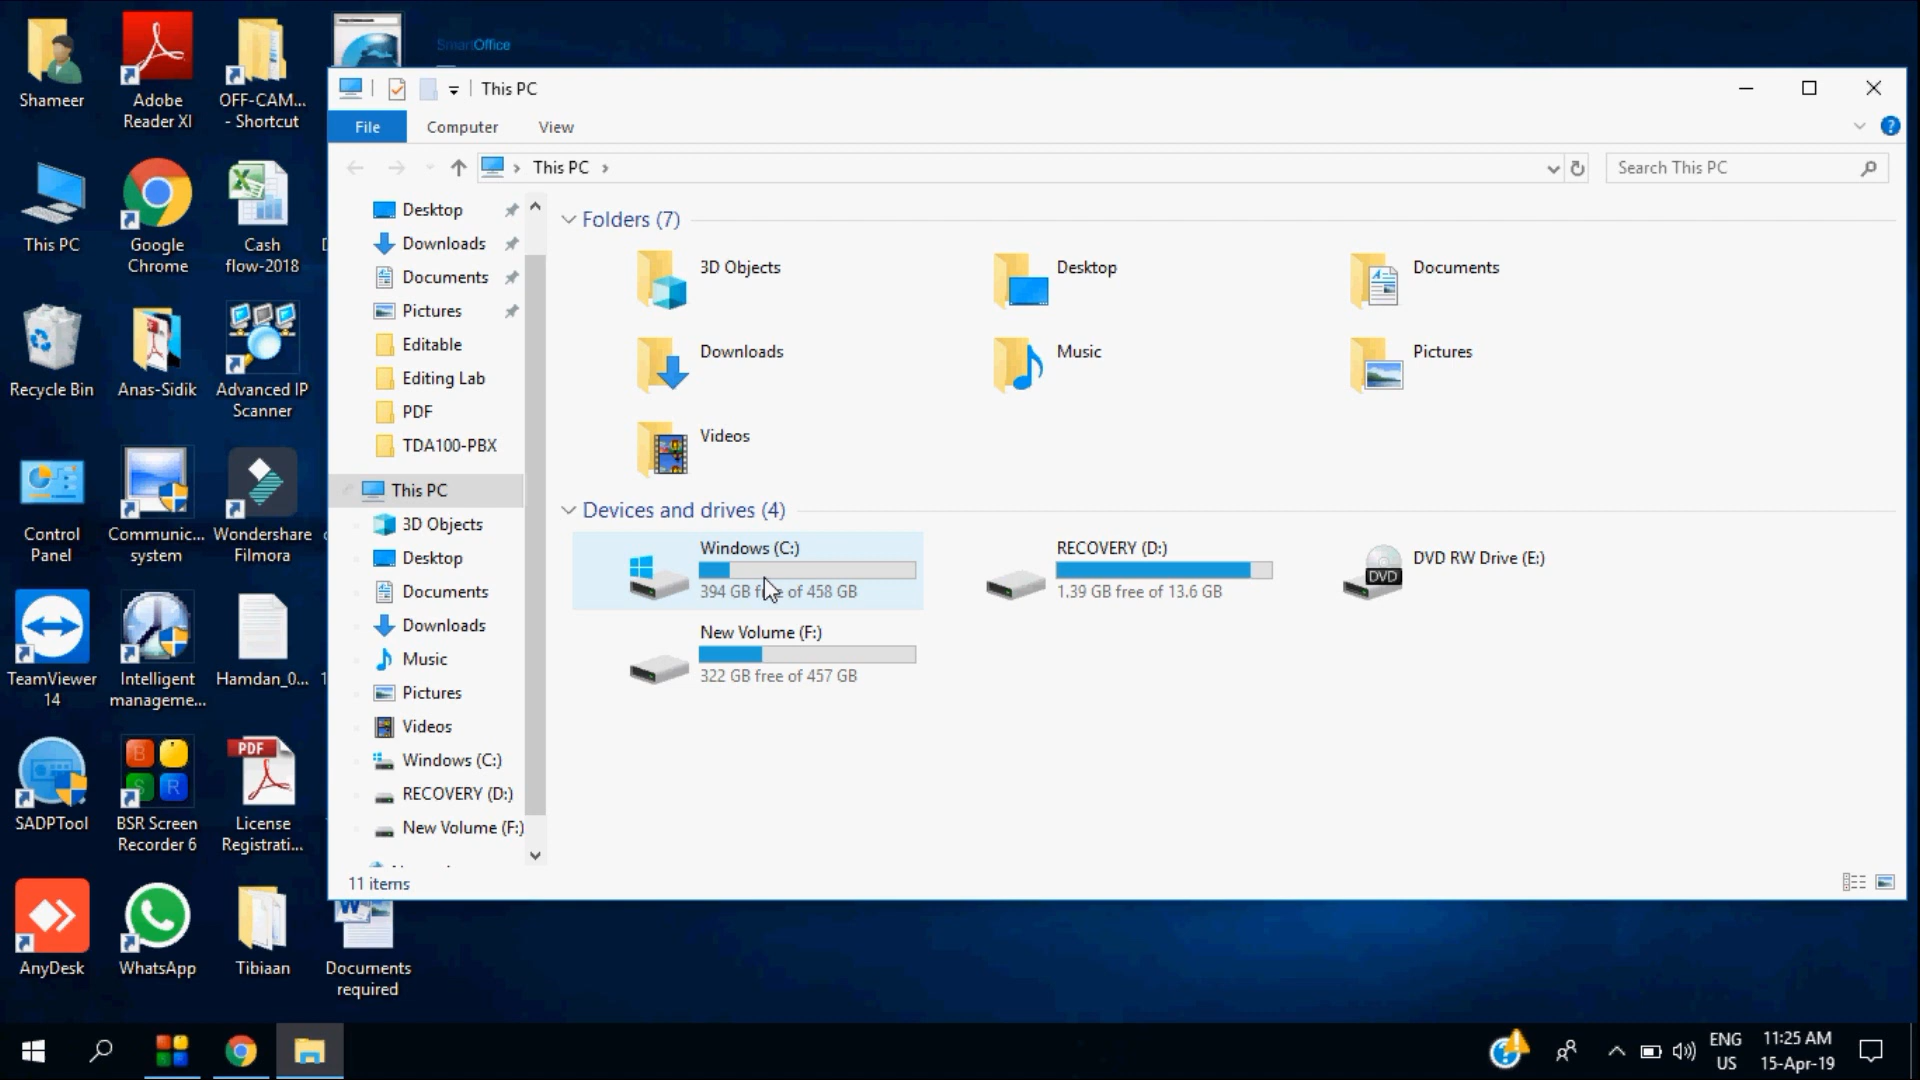 Shameer
Adobe
Reader XI
OFF-CAM...
- Shortcut
SmartOffice
This PC
Google
Chrome
Cash
flow-2018
Recycle Bin
Anas-Sidik
Advanced IP
Scanner
Control
Panel
Communic...
system
Wondershare
Filmora
TeamViewer
14
Intelligent
manageme...
Hamdan_0...
SADPTool
BSR Screen
Recorder 6
PDF
License
Registrati...
AnyDesk
WhatsApp
Tibiaan
Documents
required
This PC
File
Computer
View
This PC
Search This PC
Desktop
Downloads
Documents
Pictures
Editable
Editing Lab
PDF
TDA100-PBX
This PC
3D Objects
Desktop
Documents
Downloads
Music
Pictures
Videos
Windows (C:)
RECOVERY (D:)
New Volume (F:)
Folders (7)
3D Objects
Desktop
Documents
Downloads
Music
Pictures
Videos
Devices and drives (4)
Windows (C:)
394 GB free of 458 GB
RECOVERY (D:)
1.39 GB free of 13.6 GB
DVD
DVD RW Drive (E:)
New Volume (F:)
322 GB free of 457 GB
11 items
ENG
US
11:25 AM
15-Apr-19